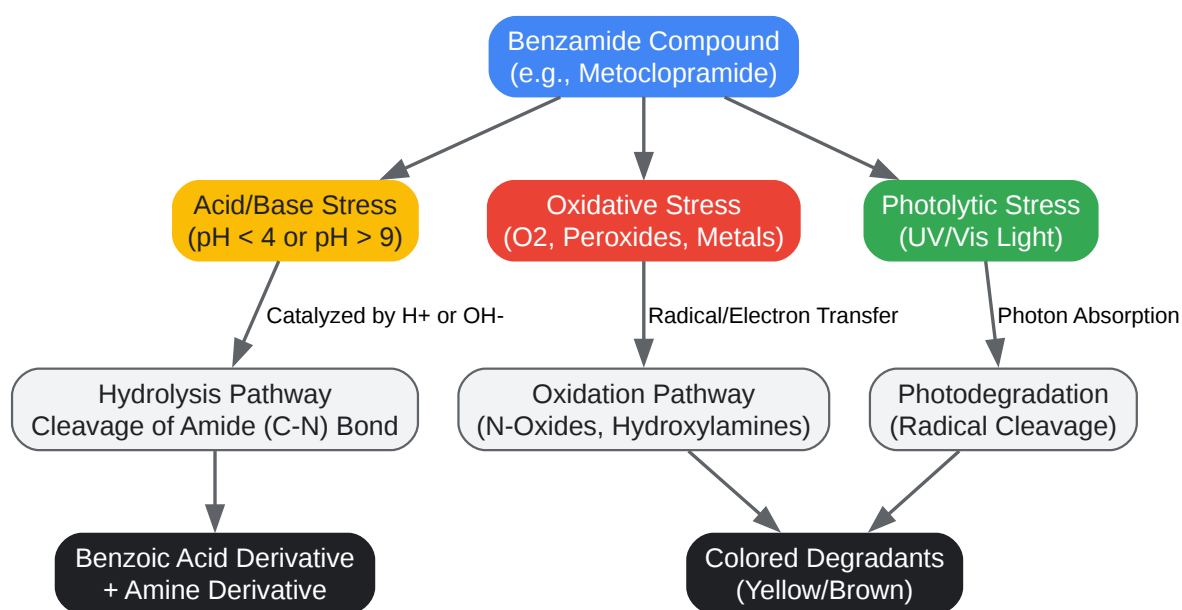 Benzamide Compound
(e.g., Metoclopramide)
Acid/Base Stress
(pH < 4 or pH > 9)
Oxidative Stress
(O2, Peroxides, Metals)
Photolytic Stress
(UV/Vis Light)
Catalyzed by H+ or OH-
Radical/Electron Transfer
Photon Absorption
Hydrolysis Pathway
Cleavage of Amide (C-N) Bond
Oxidation Pathway
(N-Oxides, Hydroxylamines)
Photodegradation
(Radical Cleavage)
Benzoic Acid Derivative
+ Amine Derivative
Colored Degradants
(Yellow/Brown)